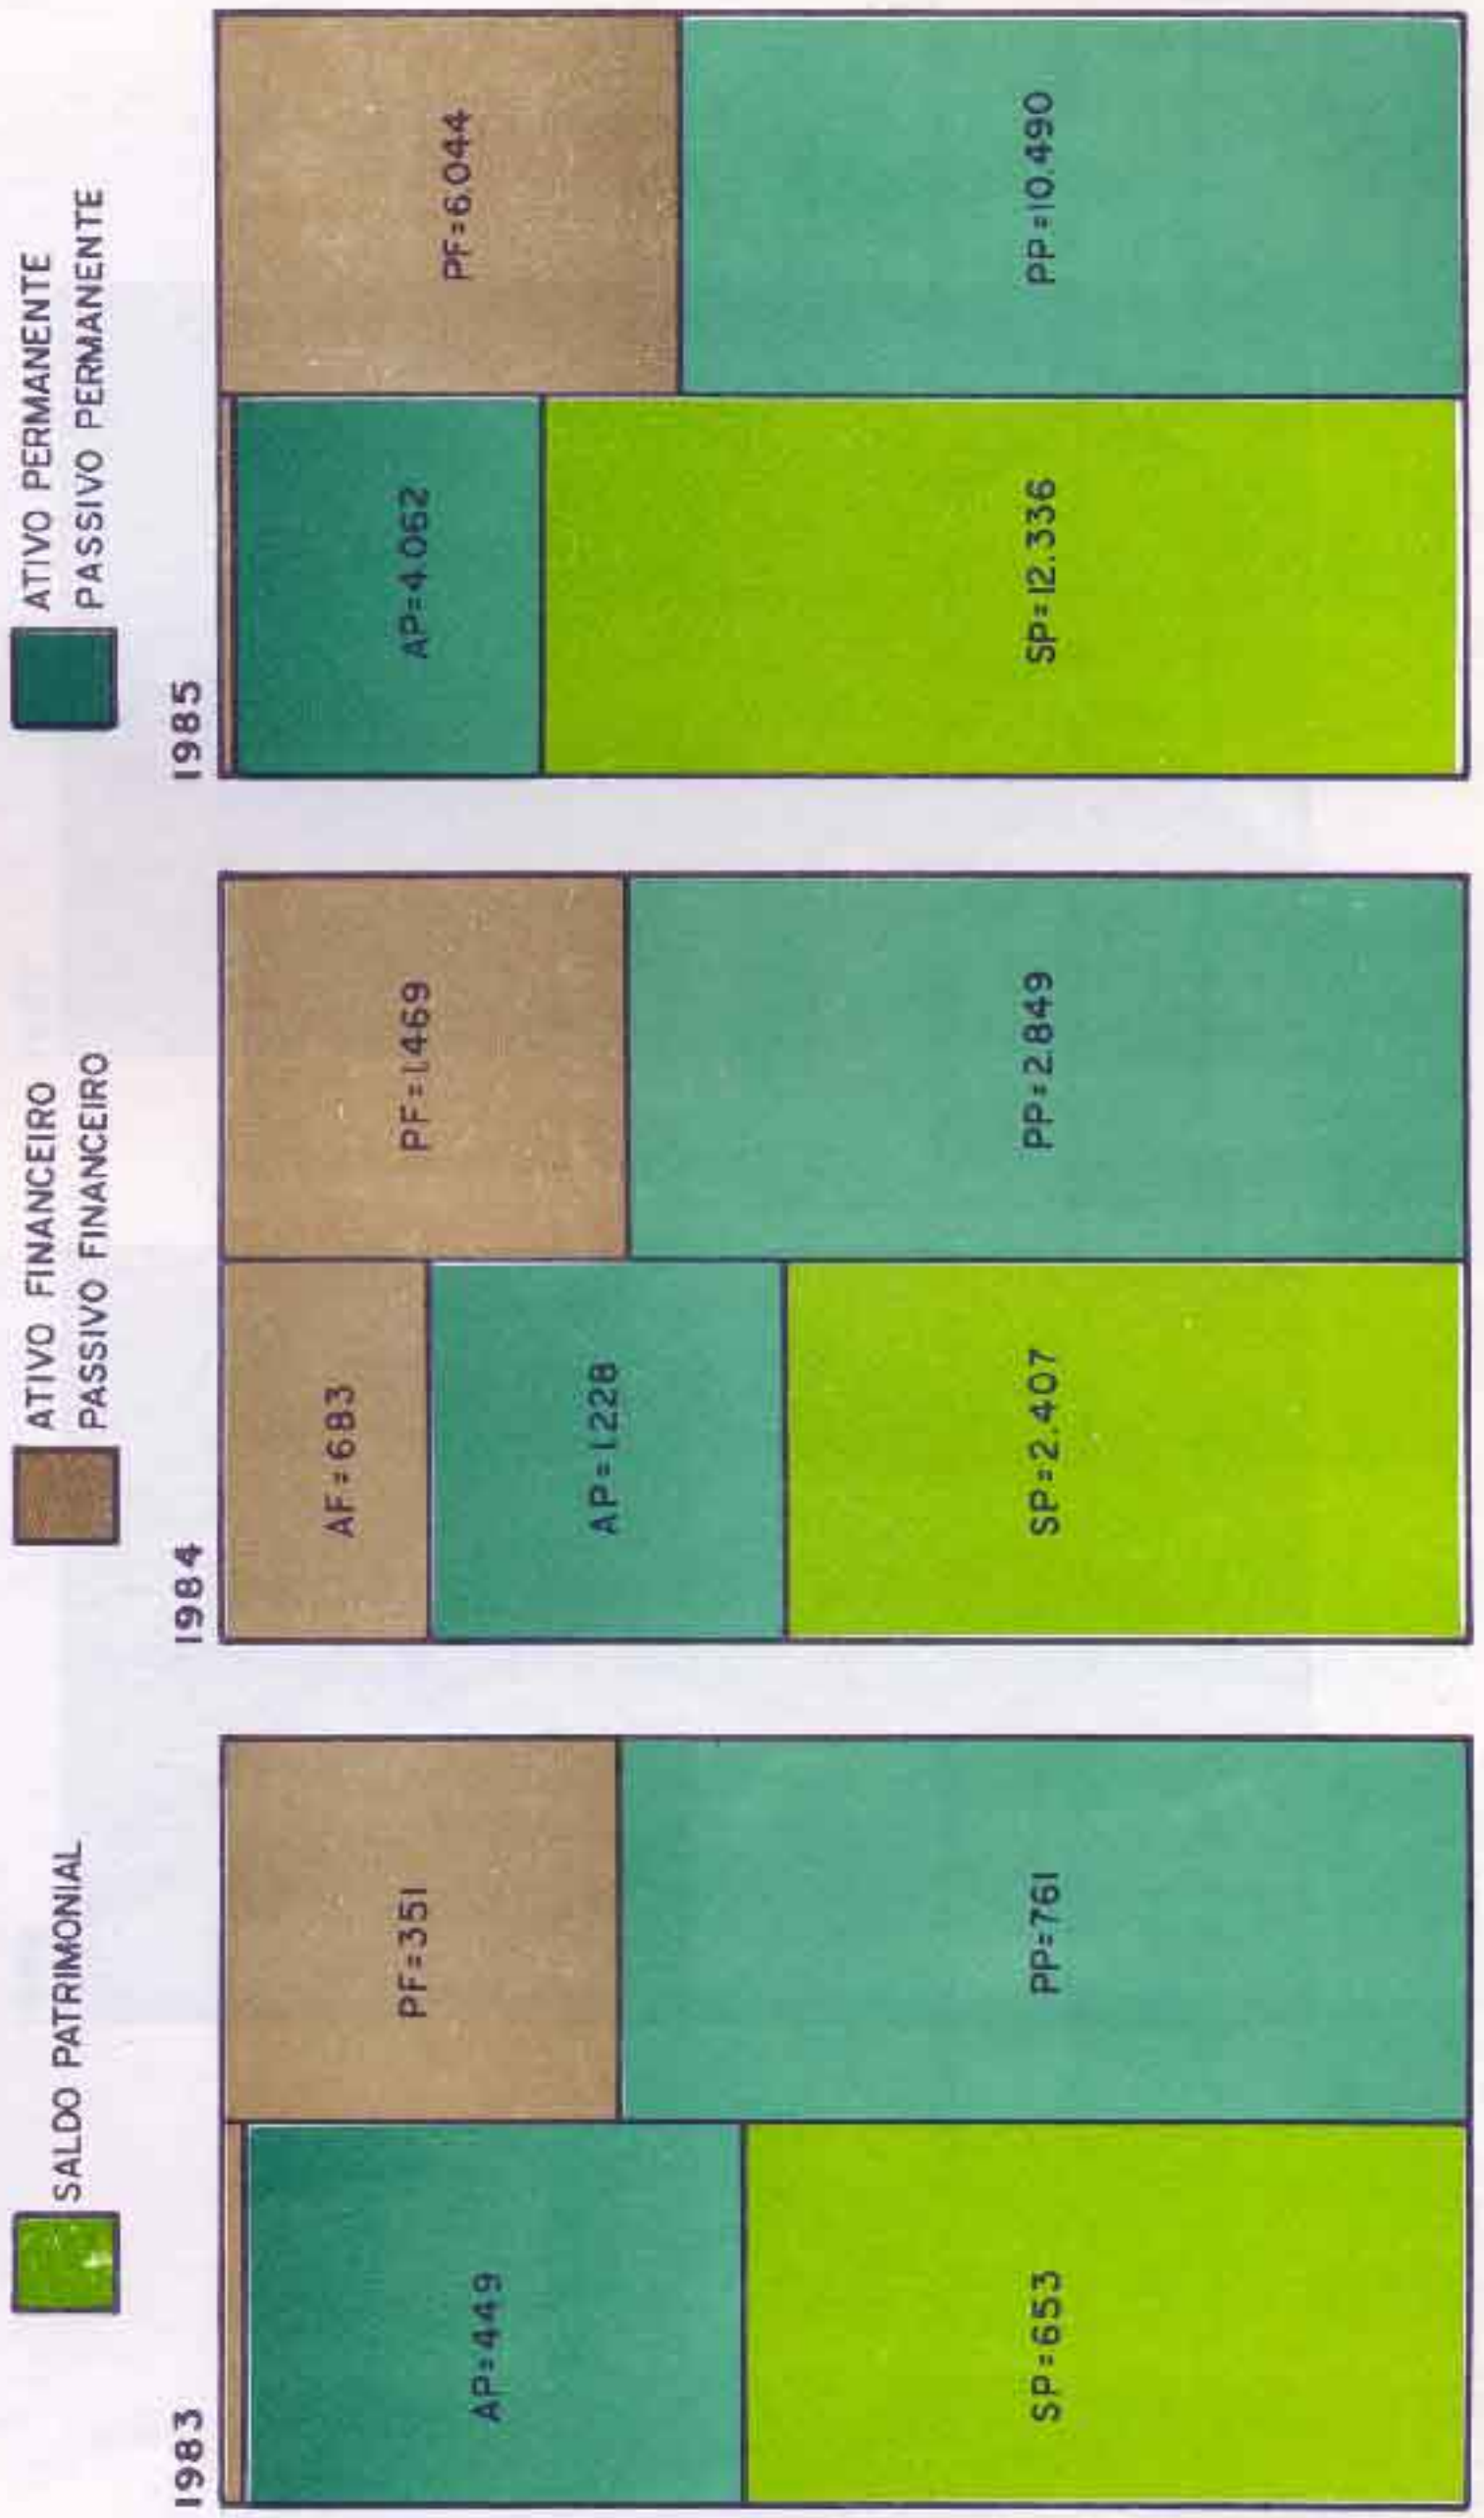 SALDO PATRIMONIAL
ATIVO FINANCEIRO
PASSIVO FINANCEIRO
ATIVO PERMANENTE
PASSIVO PERMANENTE
1983
PF=351
AP=449
PP=761
SP=653
1984
AF=683
PF=1.469
AP=1.228
PP=2.849
SP=2.407
1985
PF=6.044
AP=4.062
PP=10.490
SP=12.336